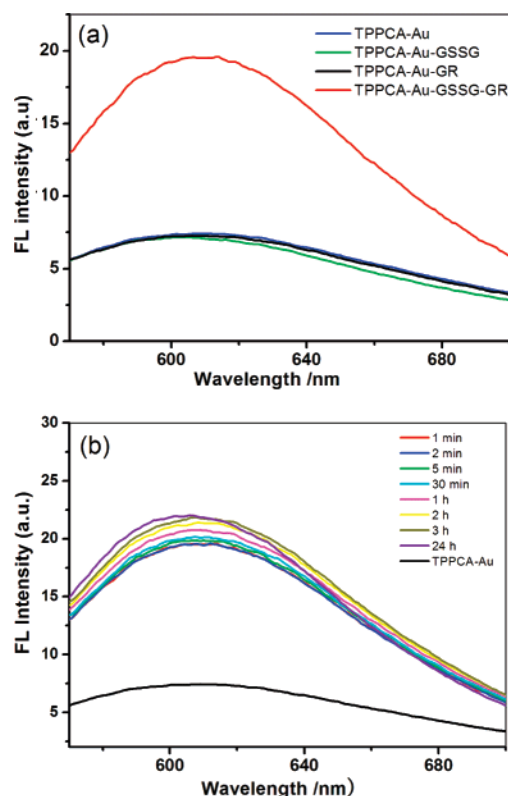 (a)
TPPCA-Au
TPPCA-Au-GSSG
TPPCA-Au-GR
TPPCA-Au-GSSG-GR
FL intensity (a.u)
20
15
10
5
0
600
640
680
Wavelength /nm
(b)
1 min
2 min
5 min
30 min
1 h
2 h
3 h
24 h
TPPCA-Au
FL Intensity (a.u.)
30
25
20
15
10
5
600
640
680
Wavelength /nm)